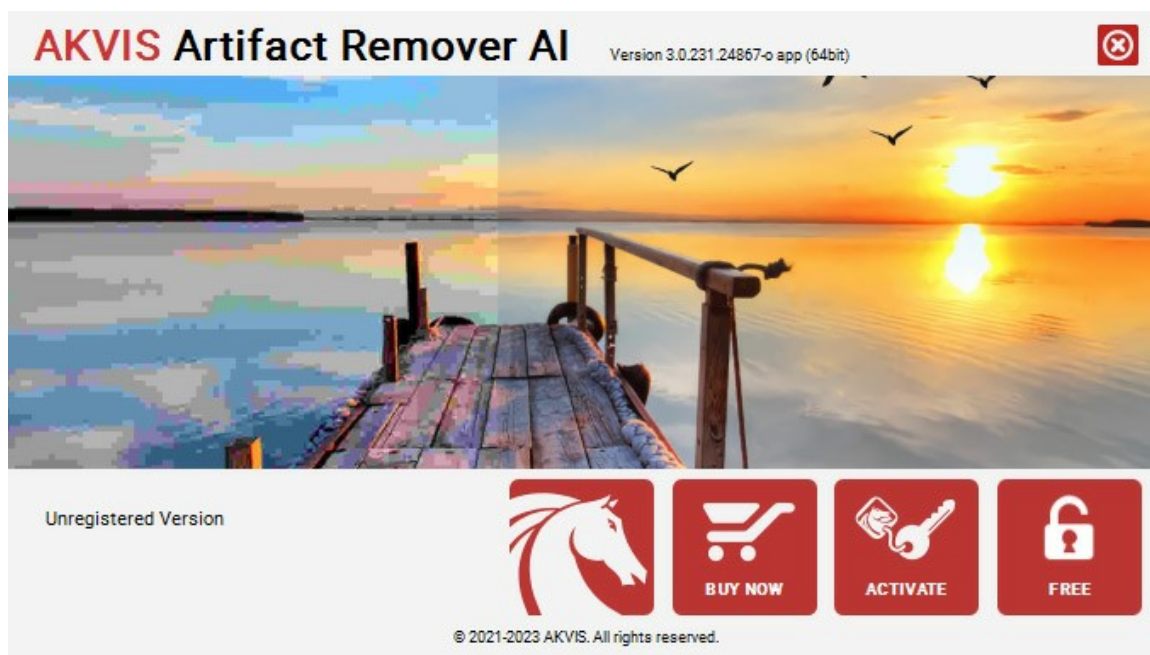 AKVIS Artifact Remover AI Version 3.0.231.24867-o app (64bit)
Unregistered Version
BUY NOW
ACTIVATE
FREE
© 2021-2023 AKVIS. All rights reserved.